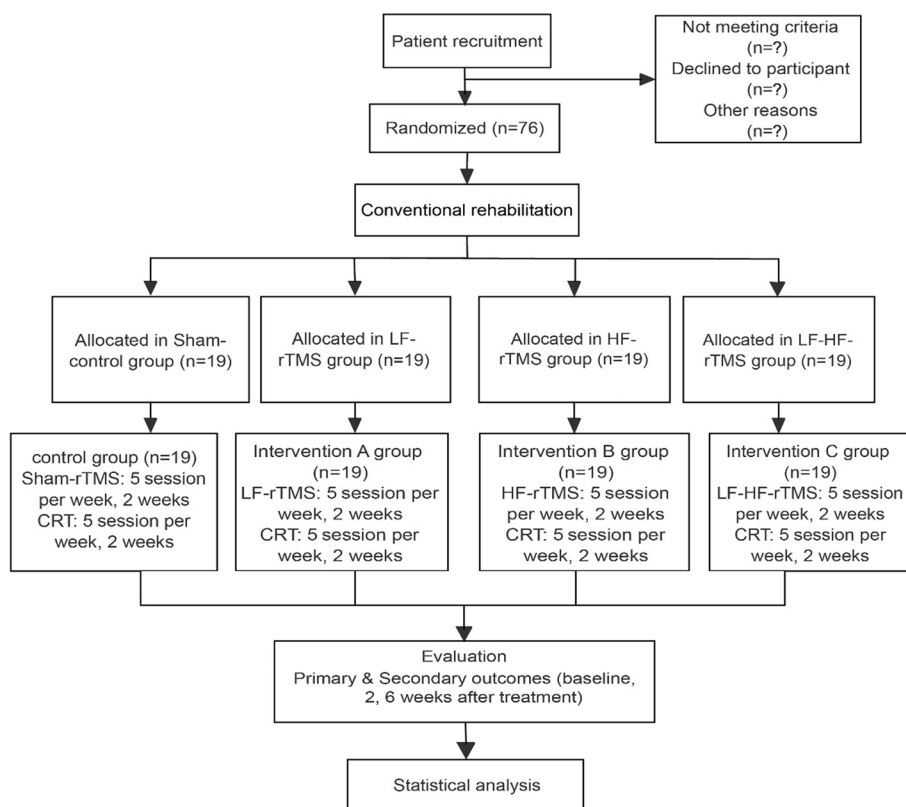 Patient recruitment
Not meeting criteria
(n=?)
Declined to participant
(n=?)
Other reasons
(n=?)
Randomized (n=76)
Conventional rehabilitation
Allocated in Sham-
control group (n=19)
Allocated in LF-
rTMS group (n=19)
Allocated in HF-
rTMS group (n=19)
Allocated in LF-HF-
rTMS group (n=19)
control group (n=19)
Sham-rTMS: 5 session
per week, 2 weeks
CRT: 5 session per
week, 2 weeks
Intervention A group
(n=19)
LF-rTMS: 5 session per
week, 2 weeks
CRT: 5 session per
week, 2 weeks
Intervention B group
(n=19)
HF-rTMS: 5 session
per week, 2 weeks
CRT: 5 session per
week, 2 weeks
Intervention C group
(n=19)
LF-HF-rTMS: 5 session
per week, 2 weeks
CRT: 5 session per
week, 2 weeks
Evaluation
Primary & Secondary outcomes (baseline,
2, 6 weeks after treatment)
Statistical analysis